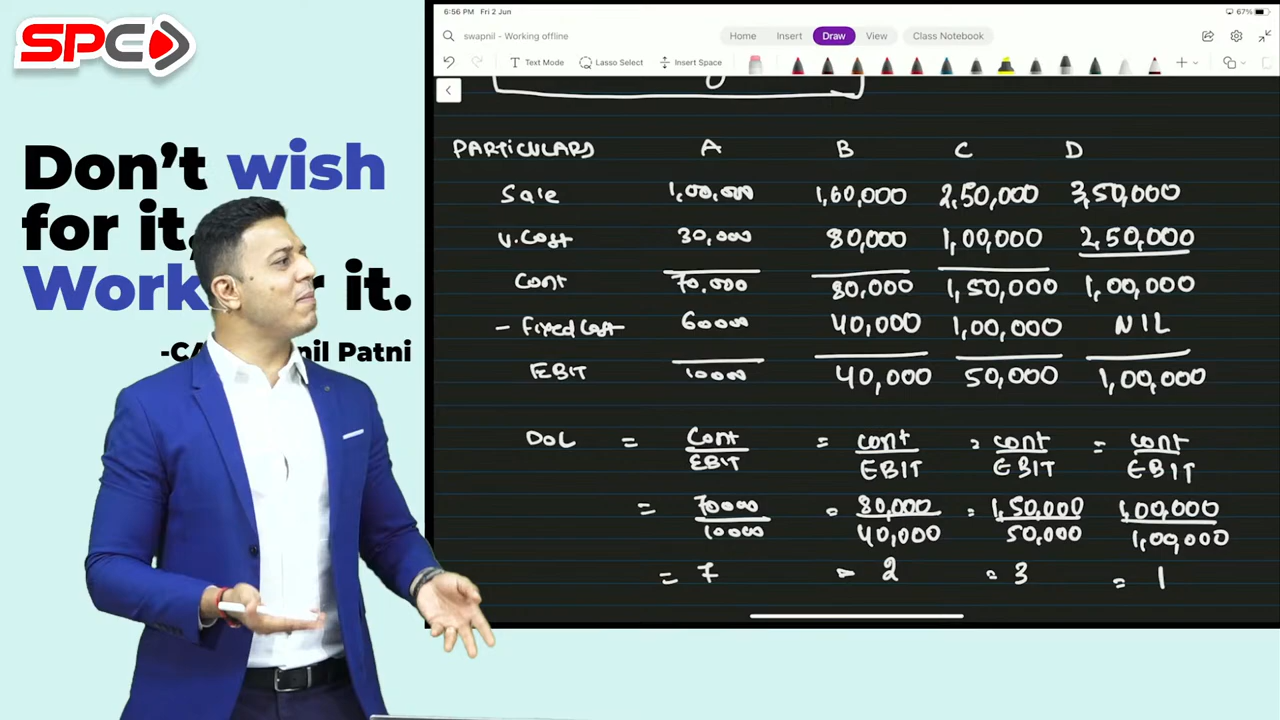 SPC
Don't wish
for it,
Work for it.
-CA nil Patni
6:56 PM Fri 2 Jun
67%
swapnil - Working offline
Home Insert Draw View Class Notebook
Text Mode Lasso Select Insert Space
PARTICULARS A B C D
Sale 1,00,000 1,60,000 2,50,000 3,50,000
V.Cost 30,000 80,000 1,00,000 2,50,000
Cont 70,000 80,000 1,50,000 1,00,000
- Fixed Cost 60000 40,000 1,00,000 NIL
EBIT 10000 40,000 50,000 1,00,000
DOL = Cont = Cont = Cont = Cont
EBIT EBIT EBIT EBIT
= 70000 = 80,000 = 1,50,000 1,00,000
10000 40,000 50,000 1,00,000
= 7 = 2 = 3 = 1